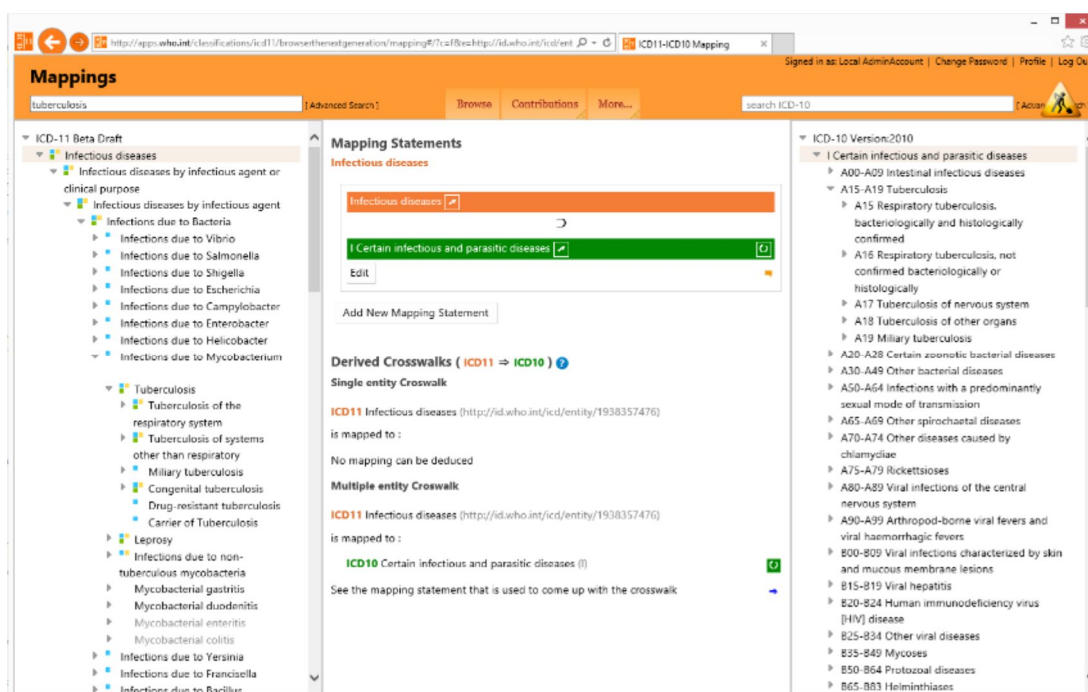 http://apps.who.int/classifications/icd11/browserthenextgeneration/mapping#/?c=f&e=http://id.who.int/icd/ent
ICD11-ICD10 Mapping
Signed in as: Local AdminAccount | Change Password | Profile | Log Ou
Mappings
tuberculosis
[ Advanced Search ]
Browse
Contributions
More...
search ICD-10
[ Advan
ICD-11 Beta Draft
Infectious diseases
Infectious diseases by infectious agent or
clinical purpose
Infectious diseases by infectious agent
Infections due to Bacteria
Infections due to Vibrio
Infections due to Salmonella
Infections due to Shigella
Infections due to Escherichia
Infections due to Campylobacter
Infections due to Enterobacter
Infections due to Helicobacter
Infections due to Mycobacterium
Tuberculosis
Tuberculosis of the
respiratory system
Tuberculosis of systems
other than respiratory
Miliary tuberculosis
Congenital tuberculosis
Drug-resistant tuberculosis
Carrier of Tuberculosis
Leprosy
Infections due to non-
tuberculous mycobacteria
Mycobacterial gastritis
Mycobacterial duodenitis
Mycobacterial enteritis
Mycobacterial colitis
Infections due to Yersinia
Infections due to Francisella
Infections due to Bacillus
Mapping Statements
Infectious diseases
Infectious diseases
I Certain infectious and parasitic diseases
Edit
Add New Mapping Statement
Derived Crosswalks ( ICD11 ⇒ ICD10 )
Single entity Croswalk
ICD11 Infectious diseases (http://id.who.int/icd/entity/1938357476)
is mapped to :
No mapping can be deduced
Multiple entity Croswalk
ICD11 Infectious diseases (http://id.who.int/icd/entity/1938357476)
is mapped to :
ICD10 Certain infectious and parasitic diseases (I)
See the mapping statement that is used to come up with the crosswalk
ICD-10 Version:2010
I Certain infectious and parasitic diseases
A00-A09 Intestinal infectious diseases
A15-A19 Tuberculosis
A15 Respiratory tuberculosis,
bacteriologically and histologically
confirmed
A16 Respiratory tuberculosis, not
confirmed bacteriologically or
histologically
A17 Tuberculosis of nervous system
A18 Tuberculosis of other organs
A19 Miliary tuberculosis
A20-A28 Certain zoonotic bacterial diseases
A30-A49 Other bacterial diseases
A50-A64 Infections with a predominantly
sexual mode of transmission
A65-A69 Other spirochaetal diseases
A70-A74 Other diseases caused by
chlamydiae
A75-A79 Rickettsioses
A80-A89 Viral infections of the central
nervous system
A90-A99 Arthropod-borne viral fevers and
viral haemorrhagic fevers
B00-B09 Viral infections characterized by skin
and mucous membrane lesions
B15-B19 Viral hepatitis
B20-B24 Human immunodeficiency virus
[HIV] disease
B25-B34 Other viral diseases
B35-B49 Mycoses
B50-B64 Protozoal diseases
B65-B83 Helminthiases